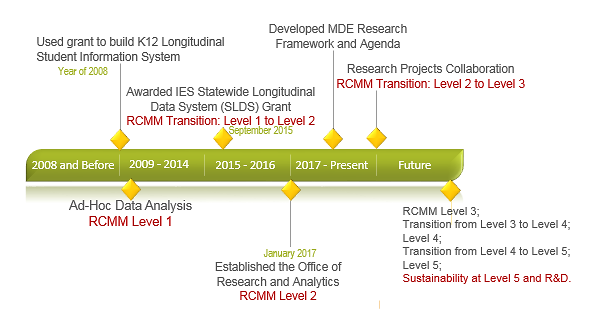 Developed MDE Research
Framework and Agenda
Used grant to build K12 Longitudinal
Student Information System
Year of 2008
Research Projects Collaboration
RCMM Transition: Level 2 to Level 3
Awarded IES Statewide Longitudinal
Data System (SLDS) Grant
RCMM Transition: Level 1 to Level 2
September 2015
2008 and Before
2009 - 2014
2015 - 2016
2017 - Present
Future
Ad-Hoc Data Analysis
RCMM Level 1
January 2017
Established the Office of
Research and Analytics
RCMM Level 2
RCMM Level 3;
Transition from Level 3 to Level 4;
Level 4;
Transition from Level 4 to Level 5;
Level 5;
Sustainability at Level 5 and R&D.